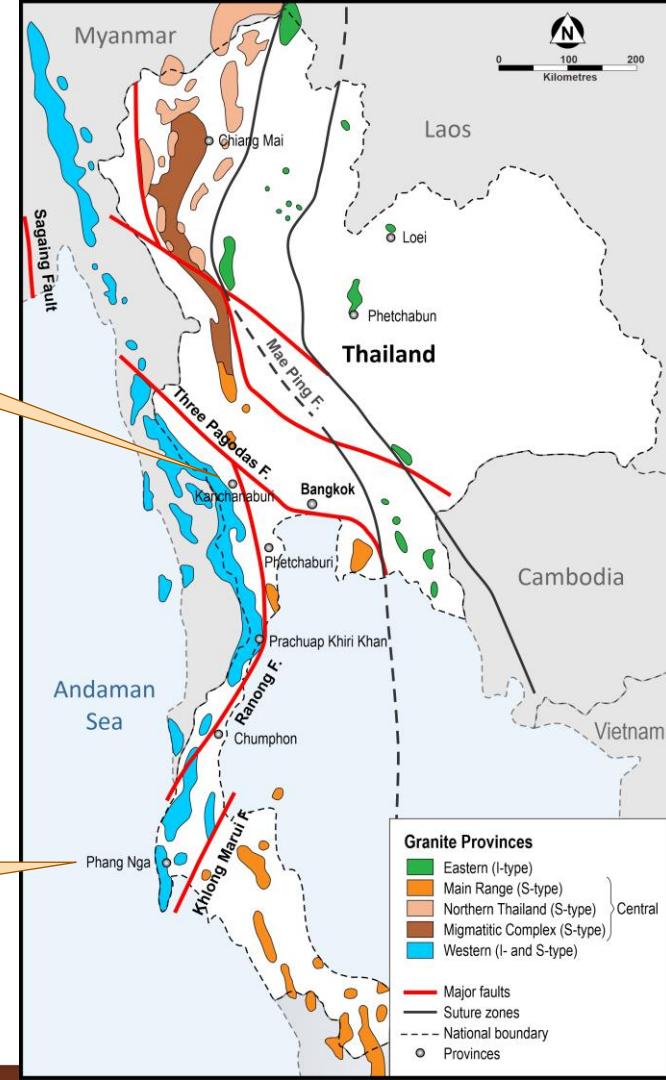 Myanmar
N
0 100 200
Kilometres
Laos
Chiang Mai
Sagaing Fault
Loei
Phetchabun
Thailand
Mae Ping F.
Three Pagodas F.
Kanchanaburi
Bangkok
Phetchaburi
Cambodia
Prachuap Khiri Khan
Andaman
Sea
Ranong F.
Vietnam
Chumphon
Khlong Marui F.
Phang Nga
Granite Provinces
Eastern (I-type)
Main Range (S-type)
Northern Thailand (S-type)
Central
Migmatitic Complex (S-type)
Western (I- and S-type)
Major faults
Suture zones
National boundary
Provinces